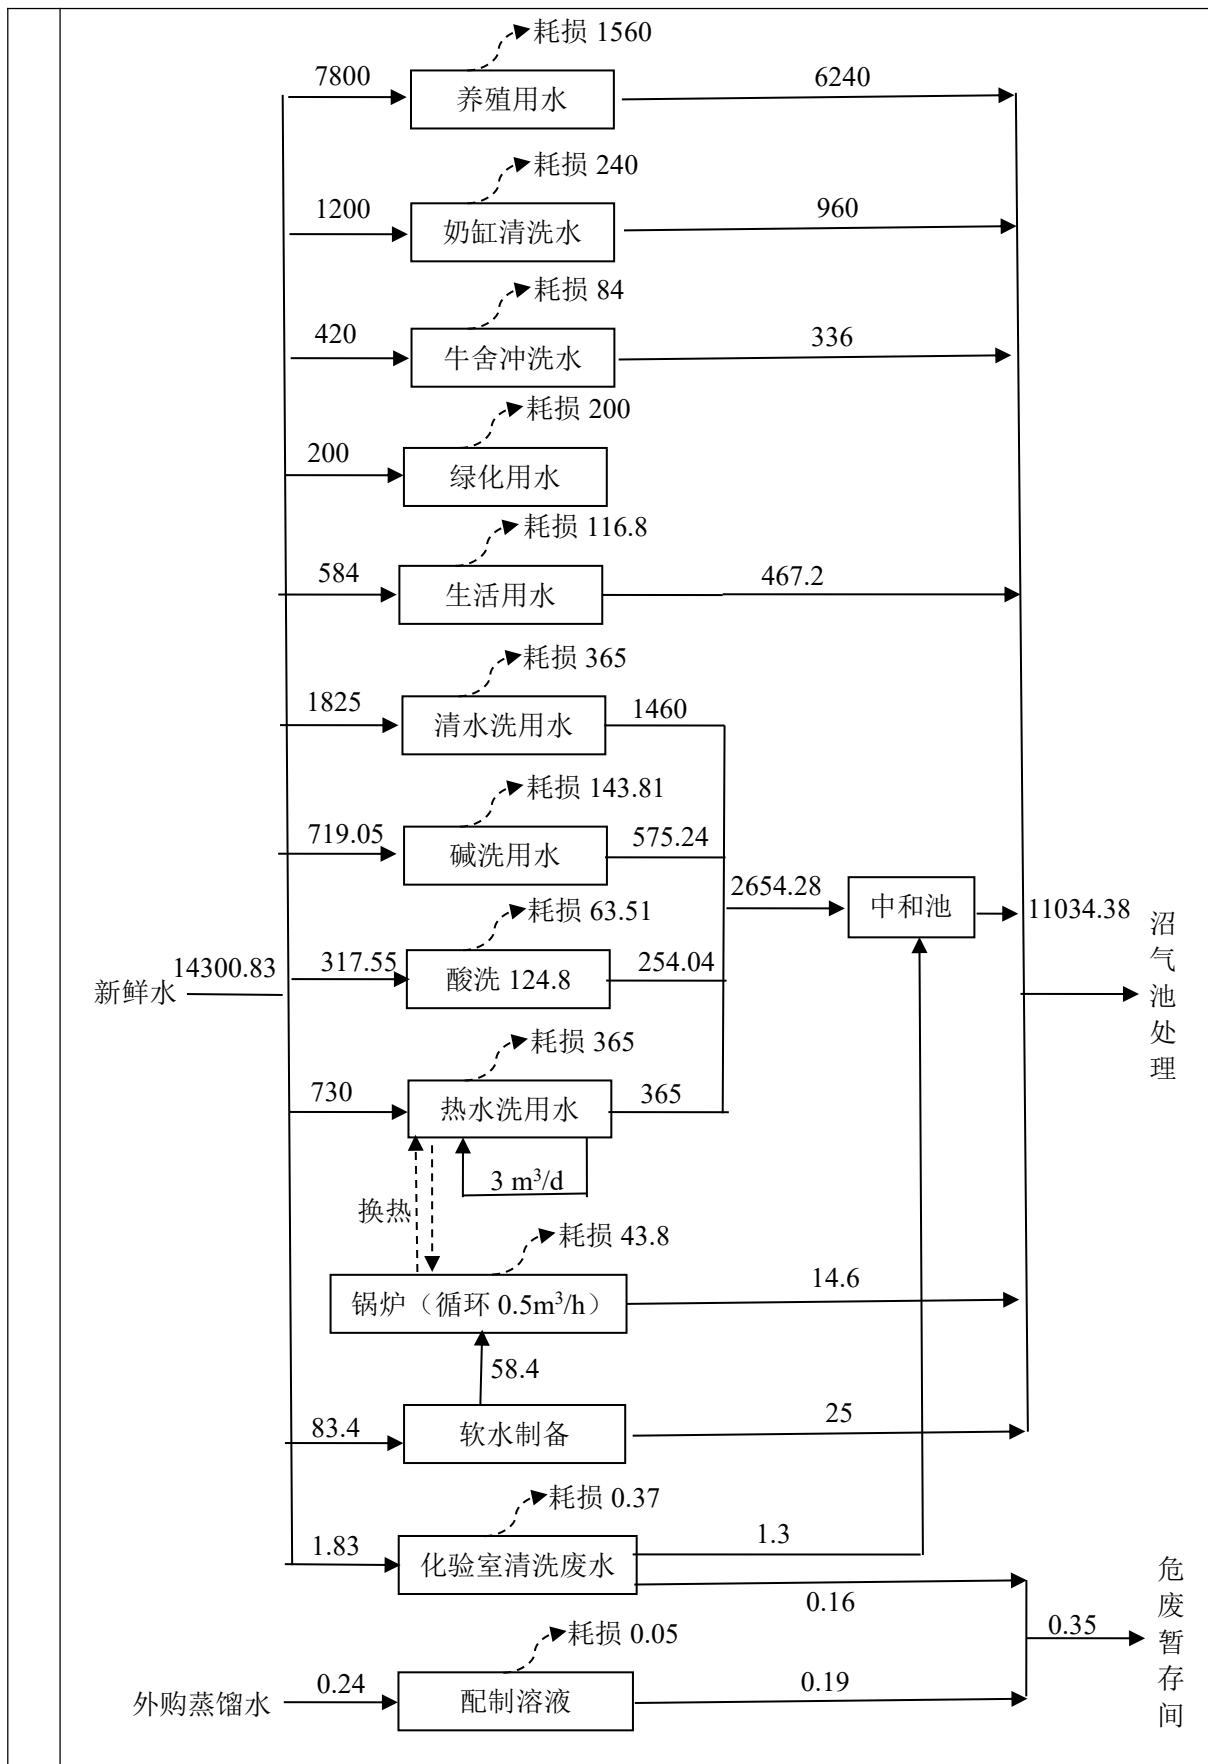 耗损 1560
7800
养殖用水
6240
耗损 240
1200
奶缸清洗水
960
耗损 84
420
牛舍冲洗水
336
耗损 200
200
绿化用水
耗损 116.8
584
生活用水
467.2
耗损 365
1825
清水洗用水
1460
耗损 143.81
719.05
碱洗用水
575.24
2654.28
中和池
11034.38
沼气池处理
耗损 63.51
新鲜水
14300.83
317.55
酸洗 124.8
254.04
耗损 365
730
热水洗用水
365
3 m³/d
换热
耗损 43.8
锅炉（循环 0.5m³/h）
14.6
58.4
83.4
软水制备
25
耗损 0.37
1.83
化验室清洗废水
1.3
0.16
0.35
危废暂存间
耗损 0.05
外购蒸馏水
0.24
配制溶液
0.19